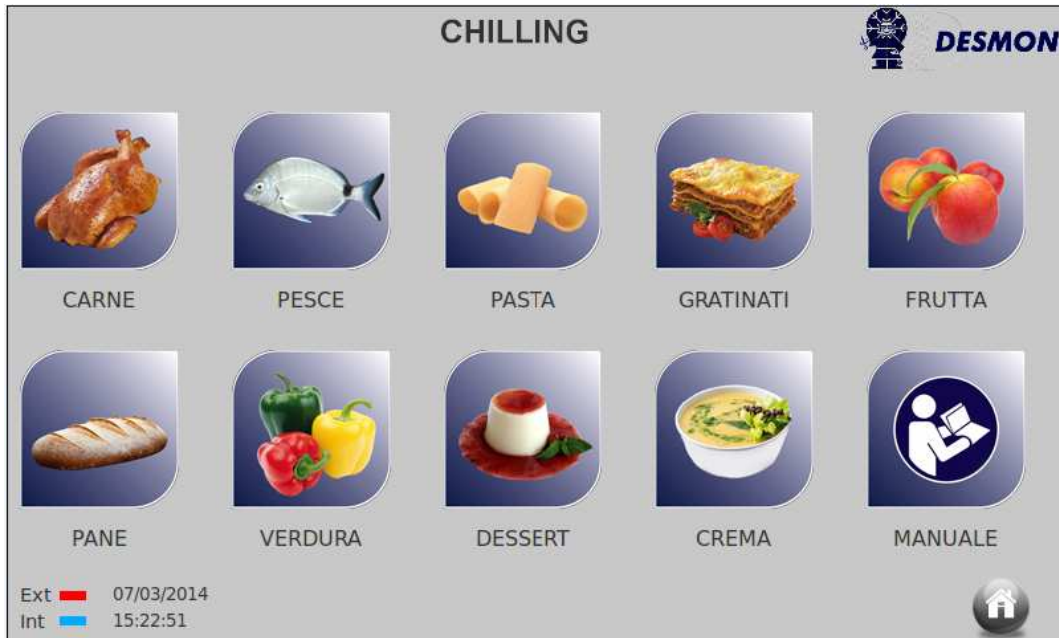 CHILLING
DESMON
CARNE
PESCE
PASTA
GRATINATI
FRUTTA
PANE
VERDURA
DESSERT
CREMA
MANUALE
Ext 07/03/2014
Int 15:22:51